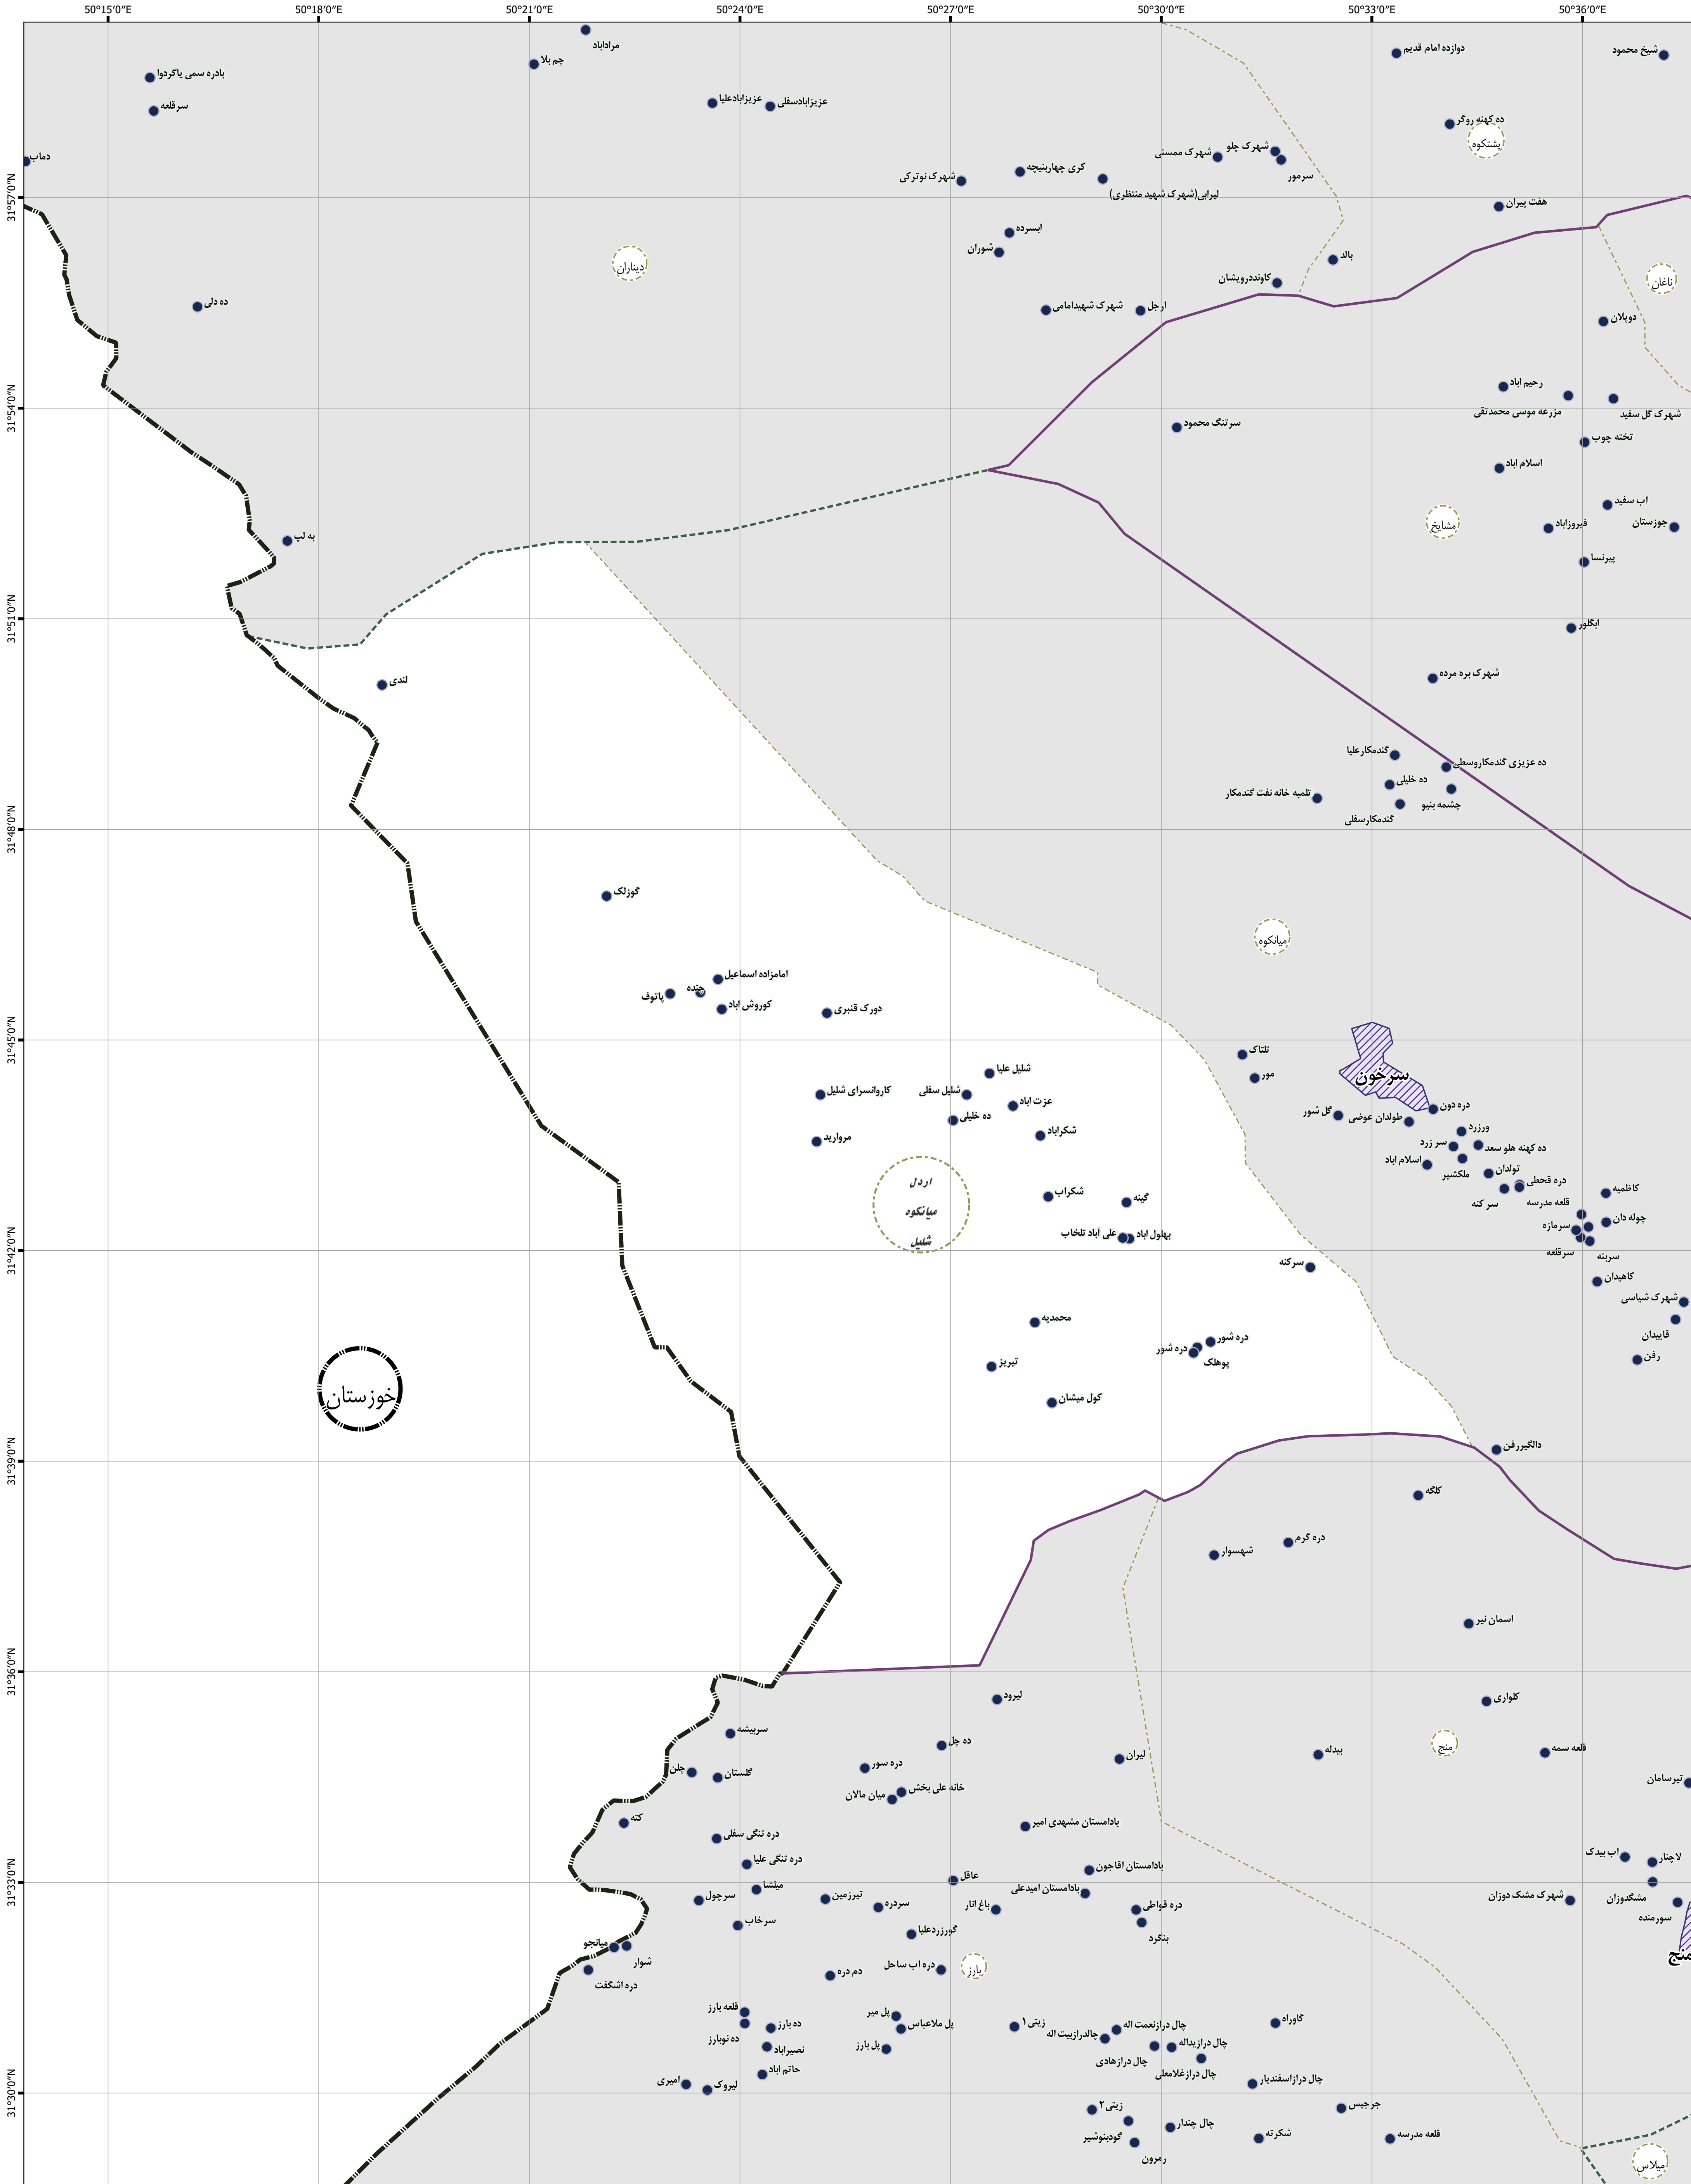 50°15'0"E
50°18'0"E
50°21'0"E
50°24'0"E
50°27'0"E
50°30'0"E
50°33'0"E
50°36'0"E
31°57'0"N
31°54'0"N
31°51'0"N
31°48'0"N
31°45'0"N
31°42'0"N
31°39'0"N
31°36'0"N
31°33'0"N
31°30'0"N
مراداباد
چم بلا
بادره سمی یاگردوا
سرقلعه
دماب
عزیزابادعلیا
عزیزابادسفلی
دوازده امام قدیم
شیخ محمود
ده کهنه روگر
پشتکوه
شهرک چلو
شهرک ممسنی
سرمور
کری چهاربنیچه
شهرک نوترکی
لیرابی(شهرک شهید منتظری)
هفت پیران
ابسرده
شوران
دیناران
بالد
کاونددرویشان
ناغان
ده دلی
شهرک شهیدامامی
ارجل
دوپلان
رحیم اباد
مزرعه موسی محمدتقی
شهرک گل سفید
سرتنگ محمود
تخته چوب
اسلام اباد
اب سفید
مشایخ
فیروزاباد
جوزستان
به لپ
پیرنسا
ابگلور
لندی
شهرک بره مرده
گندمکارعلیا
ده عزیزی گندمکاروسطی
ده خلیلی
تلمبه خانه نفت گندمکار
چشمه بنیو
گندمکارسفلی
گوزلک
میانکوه
امامزاده اسماعیل
چنده
پاتوف
کوروش اباد
دورک قنبری
تلتاک
مور
سرخون
شلیل علیا
شلیل سفلی
کاروانسرای شلیل
عزت اباد
ده خلیلی
شکراباد
مروارید
گل شور
طولدان عوضی
دره دون
ورزرد
سر زرد
ده کهنه هلو سعد
اسلام اباد
ملکشیر
تولدان
دره قحطی
سر کنه
قلعه مدرسه
کاظمیه
چوله دان
سرمازه
سرقلعه
سربنه
اردل
میانکوه
شلیل
شکراب
گینه
علی آباد تلخاب
بهلول اباد
سرکنه
کاهیدان
شهرک شیاسی
قاییدان
رفن
محمدیه
دره شور
دره شور
پوهلک
تبریز
کول میشان
خوزستان
دالگیررفن
کلگه
دره گرم
شهسوار
اسمان نیر
لیرود
کلواری
سربیشه
ده چل
لیران
بیدله
منج
قلعه سمه
چلن
گلستان
دره سور
خانه علی بخش
میان مالان
تیرسامان
کته
دره تنگی سفلی
بادامستان مشهدی امیر
دره تنگی علیا
بادامستان اقاجون
اب بیدک
لاچنار
عاقل
میلشا
سرچول
تیرزمین
سردره
باغ انار
بادامستان امیدعلی
دره قواطی
بنگرد
شهرک مشک دوزان
مشگدوزان
سورمنده
سرخاب
گورزردعلیا
میانجو
شوار
دره اشگفت
دم دره
دره اب ساحل
بارز
منج
قلعه بارز
ده نوبارز
ده بارز
نصیراباد
پل میر
پل ملاعباس
پل بارز
زیتی۱
چال درازنعمت اله
چالدرازبیت اله
گاوراه
چال درازهادی
چال درازیداله
چال درازغلامعلی
حاتم اباد
امیری
لیروک
چال درازاسفندیار
زیتی۲
جرجیس
چال چندار
گودبنوشیر
رمرون
شکرته
قلعه مدرسه
میلاس